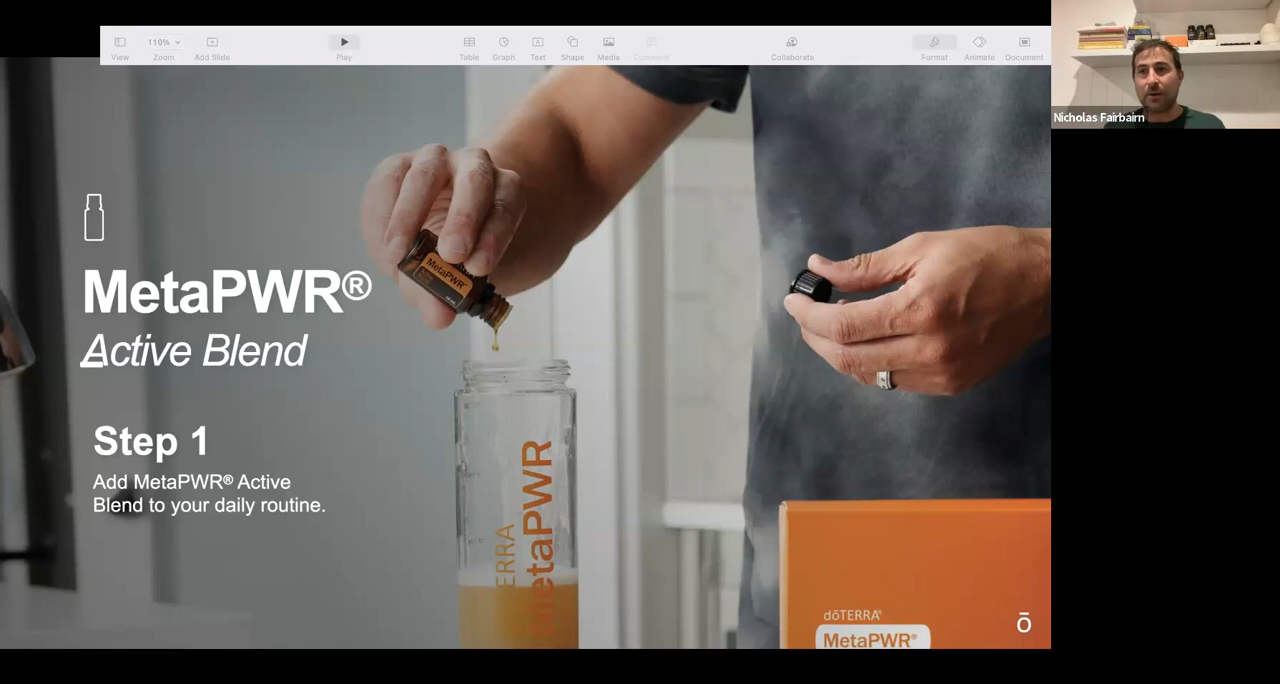 110%
View
Zoom
Add Slide
Play
Table
Graph
Text
Shape
Media
Comment
Collaborate
Format
Animate
Document
Nicholas Fairbairn
MetaPWR®
Active Blend
Step 1
Add MetaPWR® Active
Blend to your daily routine.
MetaPWR
ERRA
MetaPWR
dōTERRA®
MetaPWR®
ō